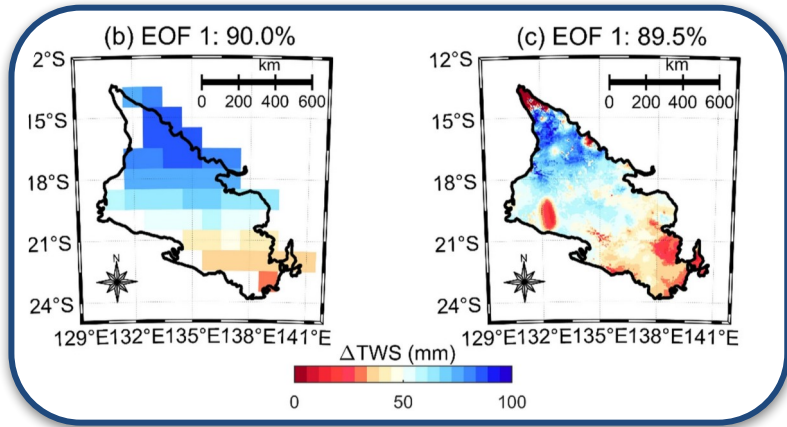 (b) EOF 1: 90.0%
(c) EOF 1: 89.5%
2°S
12°S
km
km
0 200 400 600
0 200 400 600
15°S
15°S
18°S
18°S
21°S
21°S
N
N
24°S
24°S
129°E132°E135°E138°E141°E
129°E132°E135°E138°E141°E
ΔTWS (mm)
0 50 100